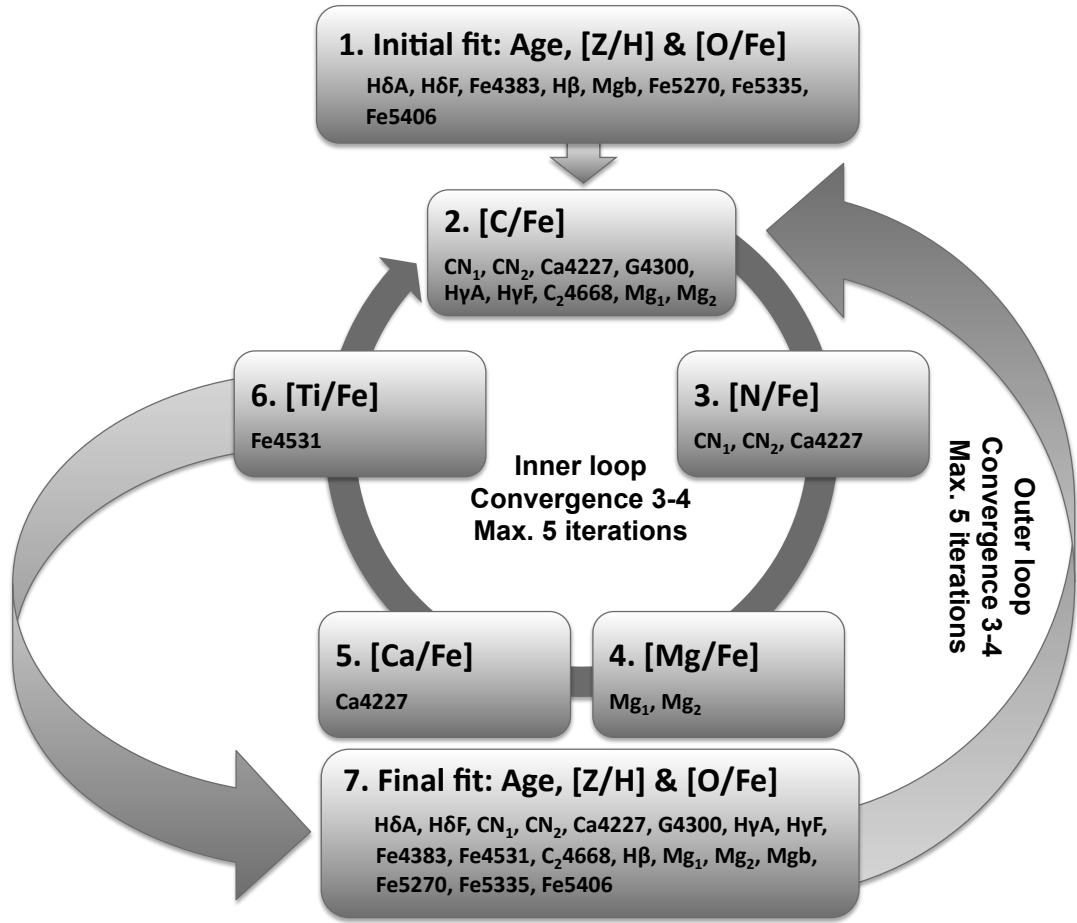 1. Initial fit: Age, [Z/H] & [O/Fe]
HδA, HδF, Fe4383, Hβ, Mgb, Fe5270, Fe5335,
Fe5406
2. [C/Fe]
CN₁, CN₂, Ca4227, G4300,
HγA, HγF, C₂4668, Mg₁, Mg₂
6. [Ti/Fe]
Fe4531
3. [N/Fe]
CN₁, CN₂, Ca4227
Inner loop
Convergence 3-4
Max. 5 iterations
Outer loop
Convergence 3-4
Max. 5 iterations
5. [Ca/Fe]
Ca4227
4. [Mg/Fe]
Mg₁, Mg₂
7. Final fit: Age, [Z/H] & [O/Fe]
HδA, HδF, CN₁, CN₂, Ca4227, G4300, HγA, HγF,
Fe4383, Fe4531, C₂4668, Hβ, Mg₁, Mg₂, Mgb,
Fe5270, Fe5335, Fe5406